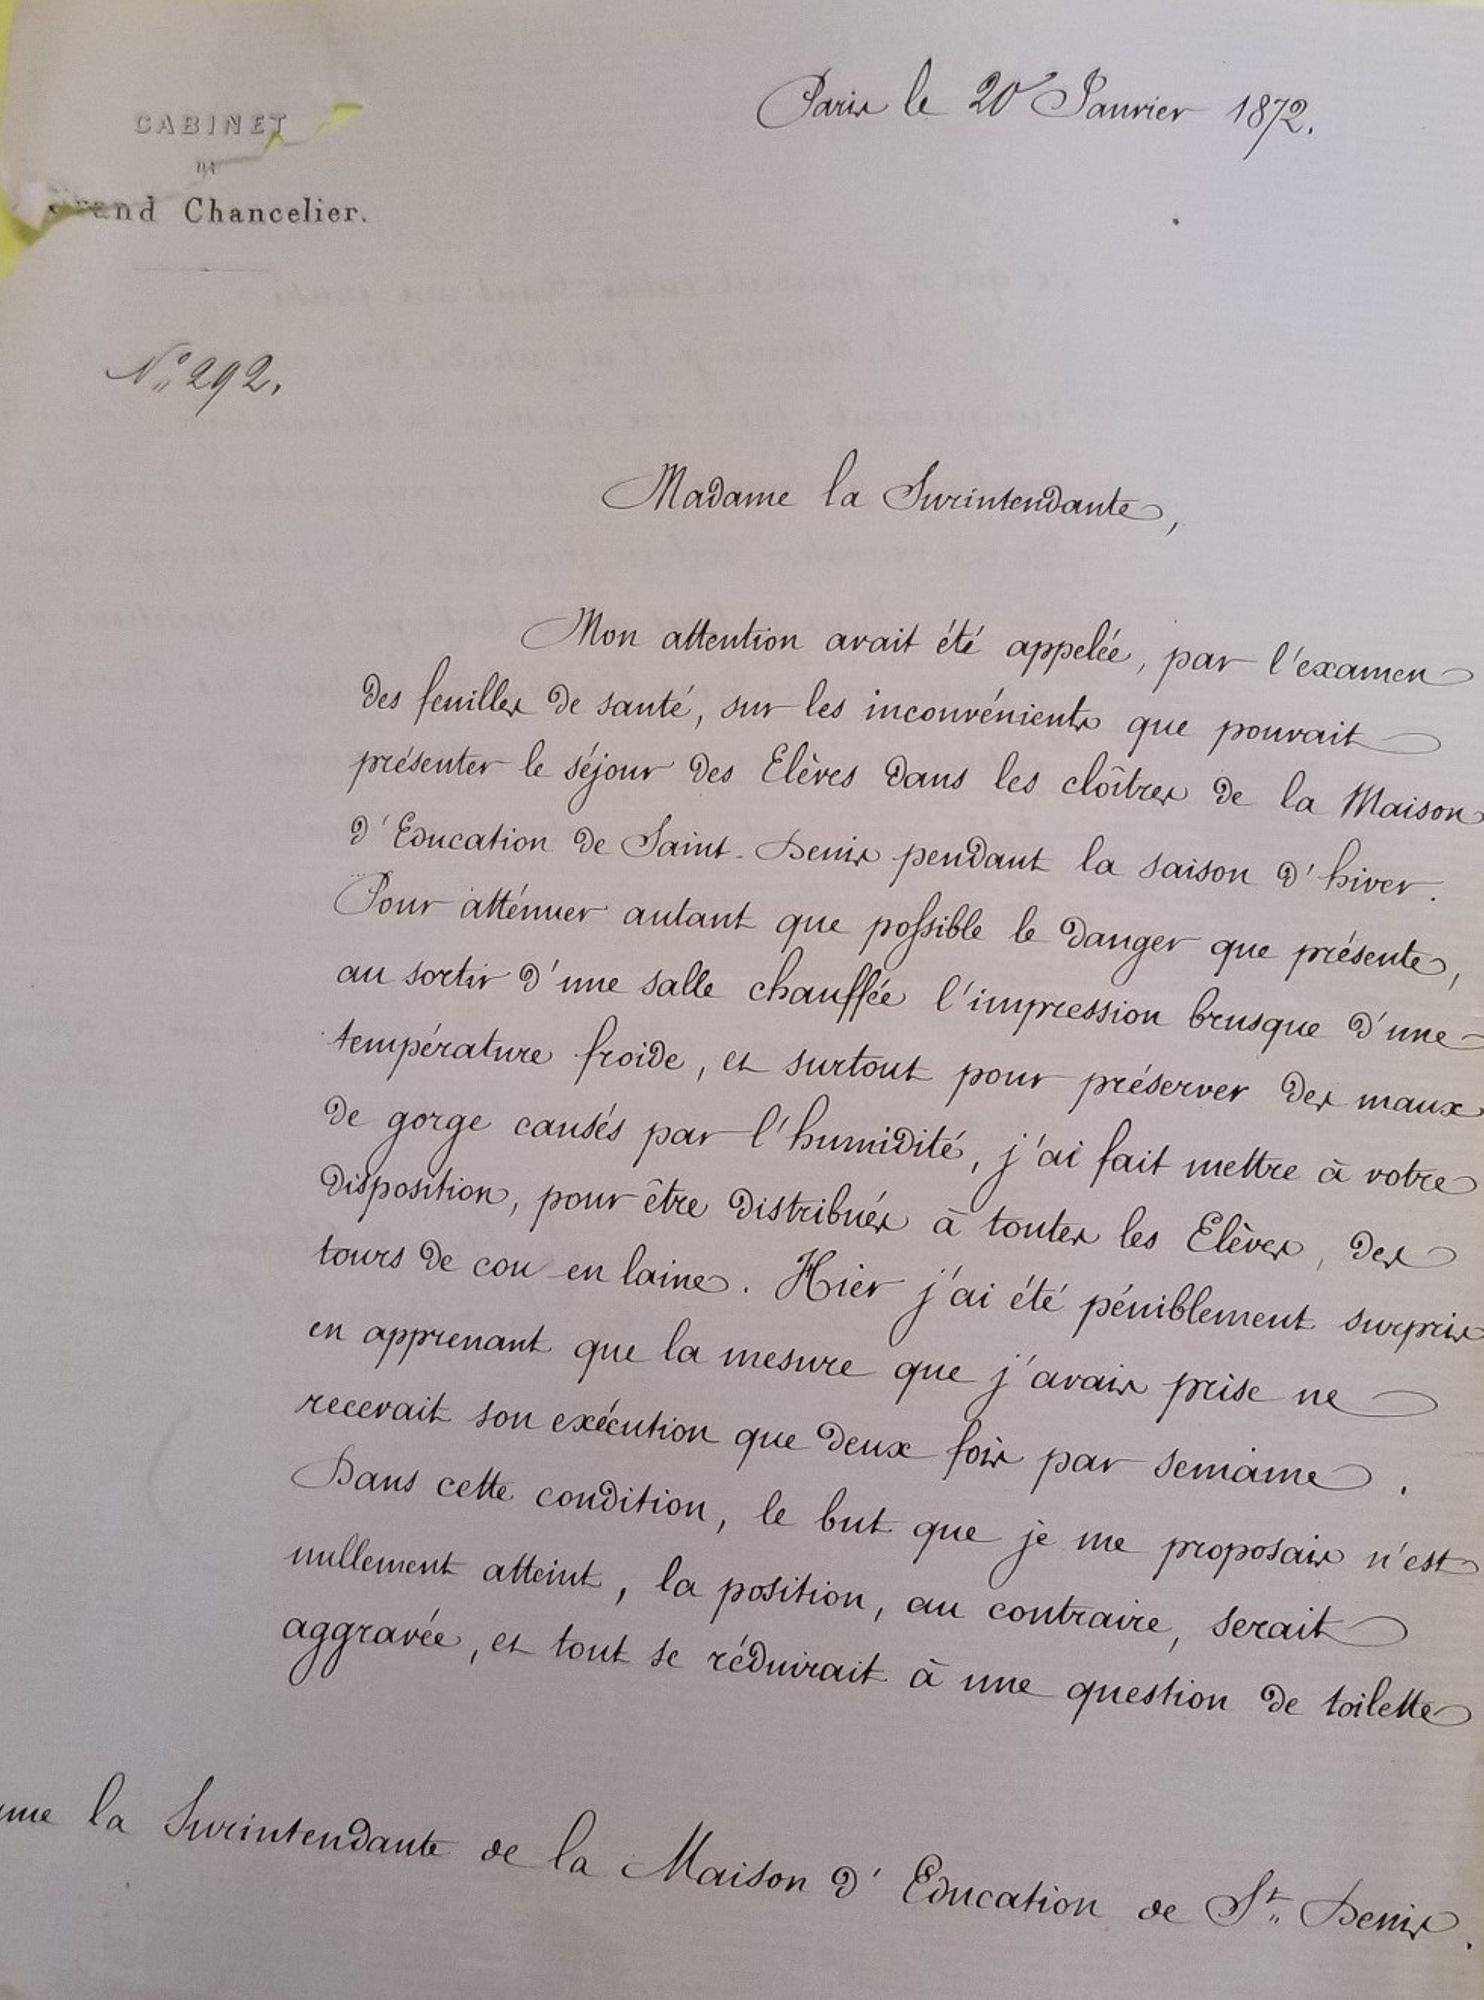 Paris le 20 Janvier 1872.
CABINET
DU
Grand Chancelier.
N° 292.
Madame la Surintendante,
Mon attention avait été appelée, par l'examen
des feuilles de santé, sur les inconvénients que pouvait
présenter le séjour des Elèves dans les cloîtres de la Maison
d'Education de Saint-Denis pendant la saison d'hiver.
Pour atténuer autant que possible le danger que présente,
au sortir d'une salle chauffée l'impression brusque d'une
température froide, et surtout pour préserver des maux
de gorge causés par l'humidité, j'ai fait mettre à votre
disposition, pour être distribués à toutes les Elèves, des
tours de cou en laine. Hier j'ai été péniblement surpris
en apprenant que la mesure que j'avais prise ne
recevait son exécution que deux fois par semaine.
Dans cette condition, le but que je me proposais n'est
nullement atteint, la position, au contraire, serait
aggravée, et tout se réduirait à une question de toilette
la Surintendante de la Maison d'Education de St. Denis.